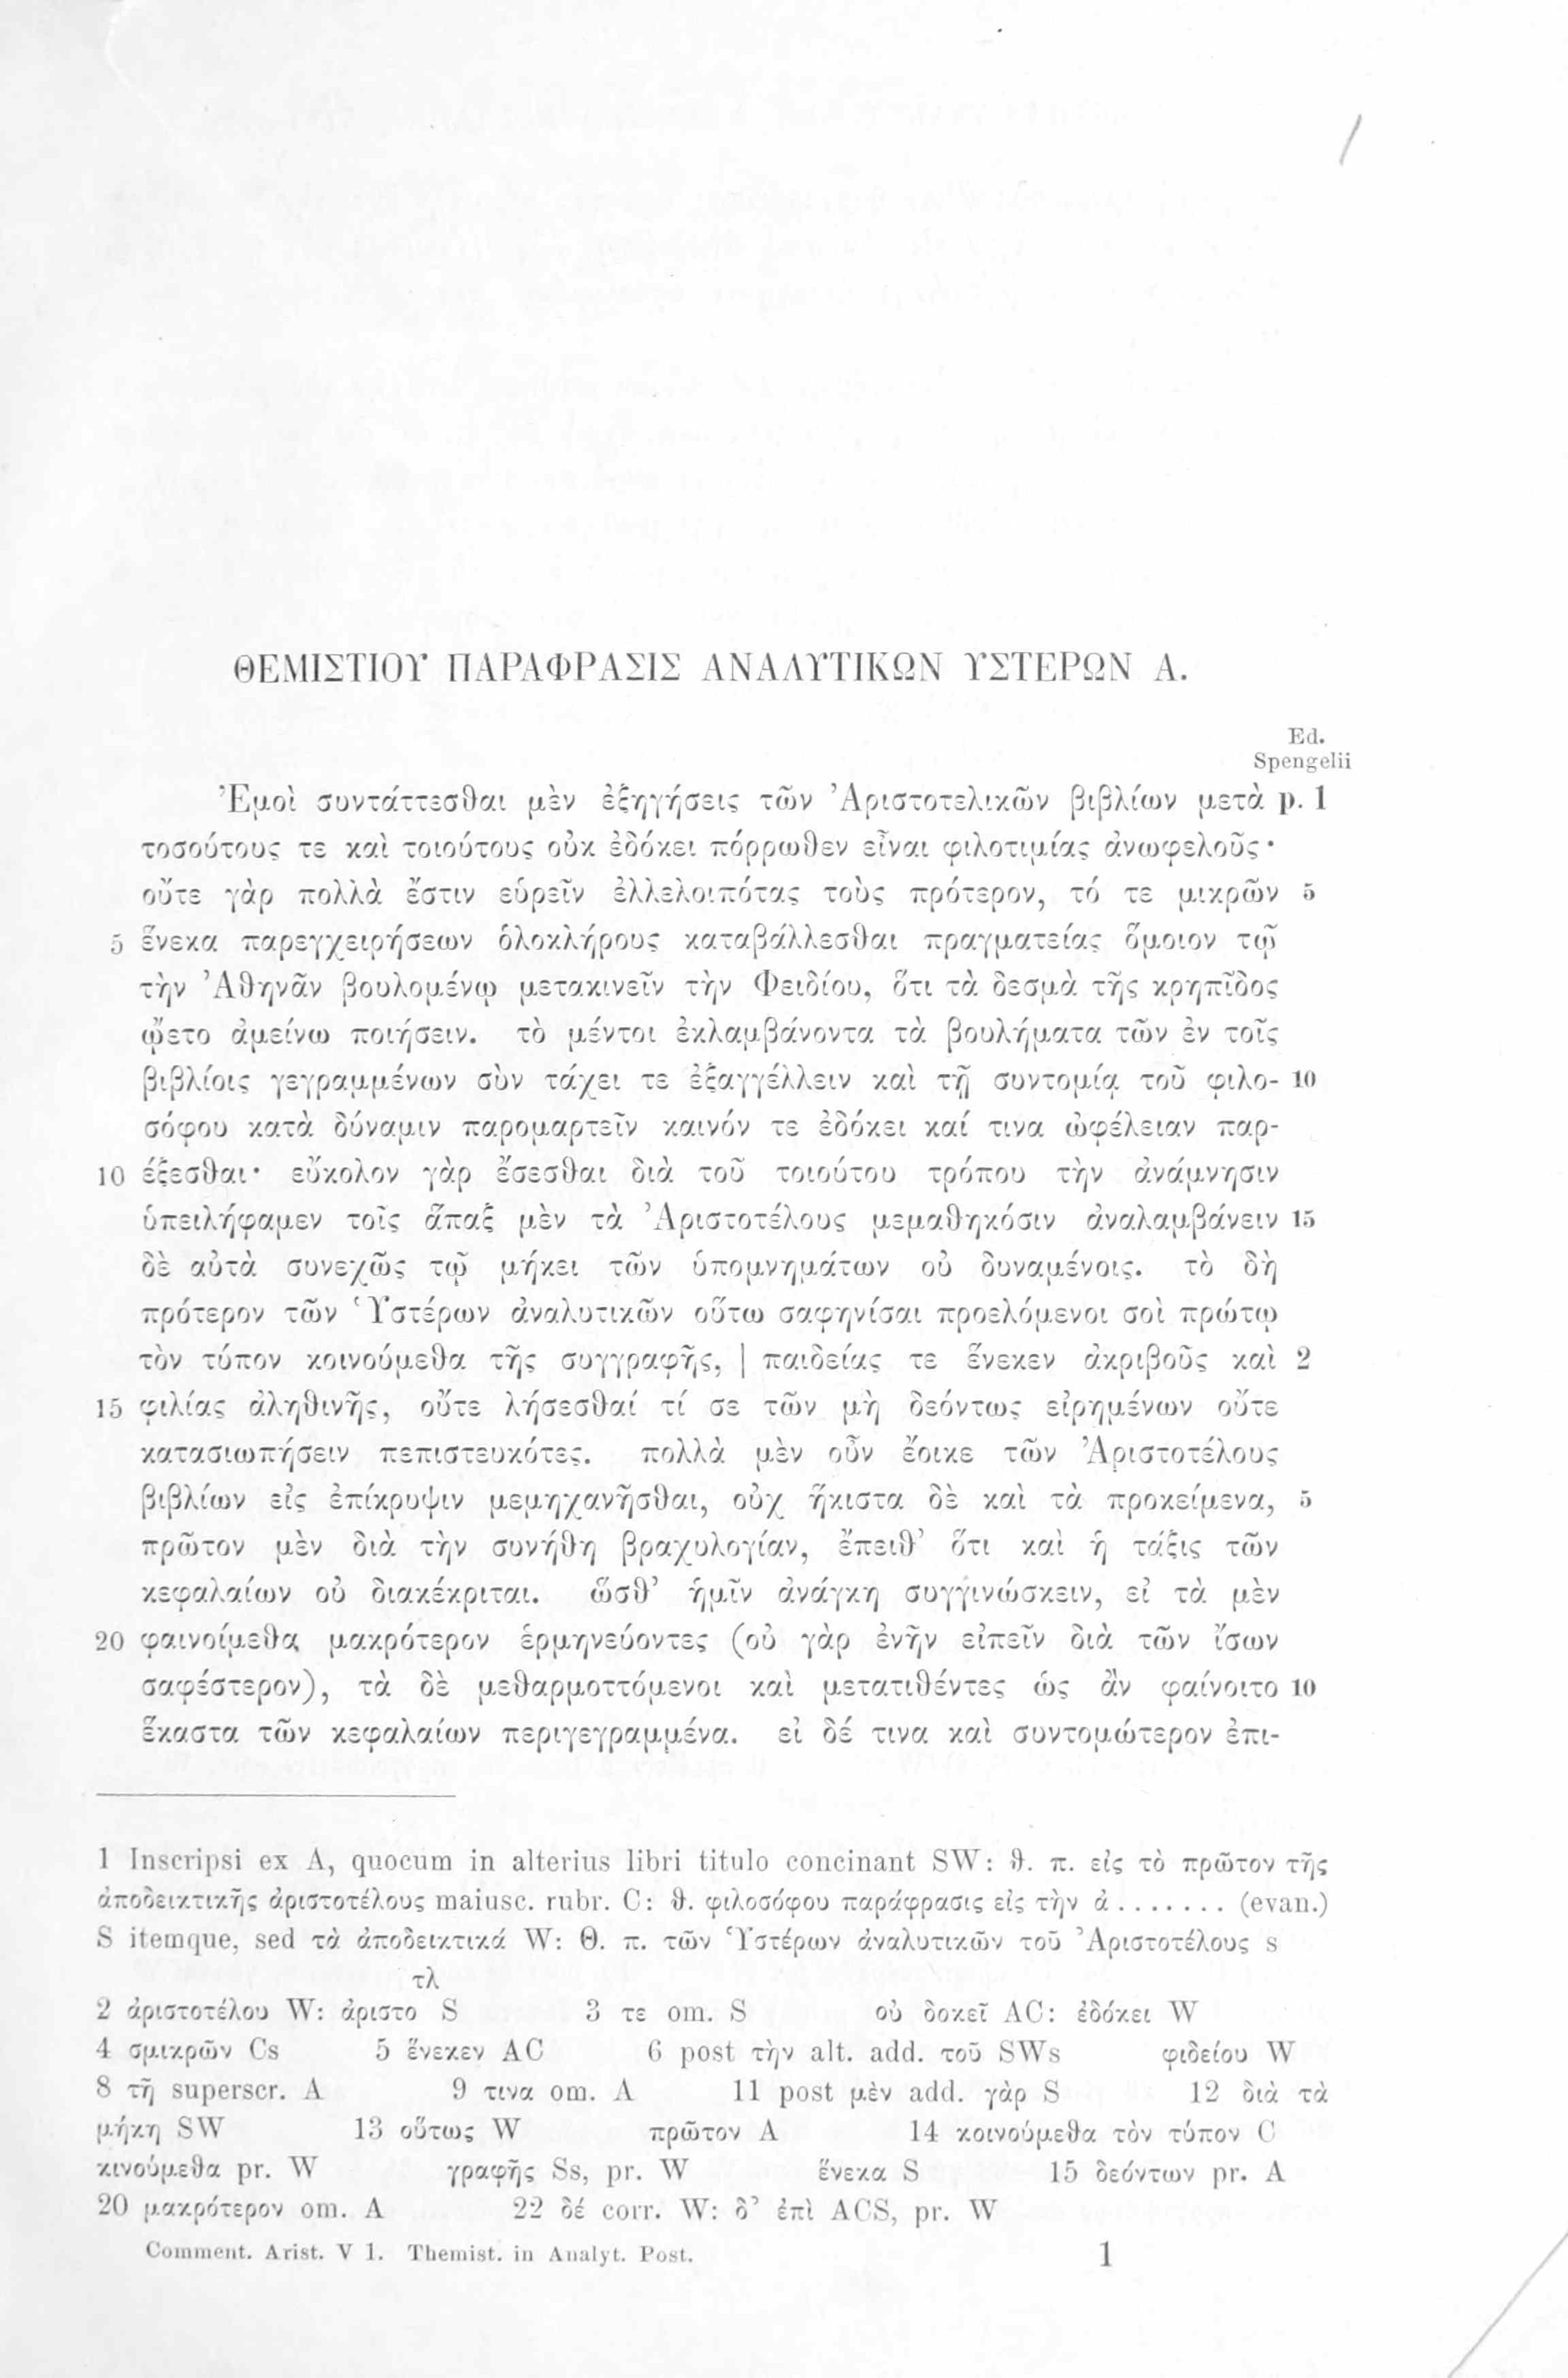 ΘΕΜΙΣΤΙΟΥ ΠΑΡΑΦΡΑΣΙΣ ΑΝΑΛΥΤΙΚΩΝ ΥΣΤΕΡΩΝ Α.
Ed.
Spengelii
Ἐμοὶ συντάττεσθαι μὲν ἐξηγήσεις τῶν Ἀριστοτελικῶν βιβλίων μετὰ p. 1
τοσούτους τε καὶ τοιούτους οὐκ ἐδόκει πόρρωθεν εἶναι φιλοτιμίας ἀνωφελοῦς·
οὔτε γὰρ πολλὰ ἔστιν εὑρεῖν ἐλλελοιπότας τοὺς πρότερον, τό τε μικρῶν 5
5 ἕνεκα παρεγχειρήσεων ὁλοκλήρους καταβάλλεσθαι πραγματείας ὅμοιον τῷ
τὴν Ἀθηνᾶν βουλομένῳ μετακινεῖν τὴν Φειδίου, ὅτι τὰ δεσμὰ τῆς κρηπῖδος
ᾤετο ἀμείνω ποιήσειν. τὸ μέντοι ἐκλαμβάνοντα τὰ βουλήματα τῶν ἐν τοῖς
βιβλίοις γεγραμμένων σὺν τάχει τε ἐξαγγέλλειν καὶ τῇ συντομίᾳ τοῦ φιλο- 10
σόφου κατὰ δύναμιν παρομαρτεῖν καινόν τε ἐδόκει καί τινα ὠφέλειαν παρ-
10 έξεσθαι· εὔκολον γὰρ ἔσεσθαι διὰ τοῦ τοιούτου τρόπου τὴν ἀνάμνησιν
ὑπειλήφαμεν τοῖς ἅπαξ μὲν τὰ Ἀριστοτέλους μεμαθηκόσιν ἀναλαμβάνειν 15
δὲ αὐτὰ συνεχῶς τῷ μήκει τῶν ὑπομνημάτων οὐ δυναμένοις. τὸ δὴ
πρότερον τῶν Ὑστέρων ἀναλυτικῶν οὕτω σαφηνίσαι προελόμενοι σοὶ πρώτῳ
τὸν τύπον κοινούμεθα τῆς συγγραφῆς, | παιδείας τε ἕνεκεν ἀκριβοῦς καὶ 2
15 φιλίας ἀληθινῆς, οὔτε λήσεσθαί τί σε τῶν μὴ δεόντως εἰρημένων οὔτε
κατασιωπήσειν πεπιστευκότες. πολλὰ μὲν οὖν ἔοικε τῶν Ἀριστοτέλους
βιβλίων εἰς ἐπίκρυψιν μεμηχανῆσθαι, οὐχ ἥκιστα δὲ καὶ τὰ προκείμενα, 5
πρῶτον μὲν διὰ τὴν συνήθη βραχυλογίαν, ἔπειθ’ ὅτι καὶ ἡ τάξις τῶν
κεφαλαίων οὐ διακέκριται. ὥσθ’ ἡμῖν ἀνάγκη συγγινώσκειν, εἰ τὰ μὲν
20 φαινοίμεθα μακρότερον ἑρμηνεύοντες (οὐ γὰρ ἐνῆν εἰπεῖν διὰ τῶν ἴσων
σαφέστερον), τὰ δὲ μεθαρμοττόμενοι καὶ μετατιθέντες ὡς ἂν φαίνοιτο 10
ἕκαστα τῶν κεφαλαίων περιγεγραμμένα. εἰ δέ τινα καὶ συντομώτερον ἐπι-
1 Inscripsi ex A, quocum in alterius libri titulo concinant SW: ϑ. π. εἰς τὸ πρῶτον τῆς
ἀποδεικτικῆς ἀριστοτέλους maiusc. rubr. C: ϑ. φιλοσόφου παράφρασις εἰς τὴν ἀ....... (evan.)
S itemque, sed τὰ ἀποδεικτικά W: Θ. π. τῶν Ὑστέρων ἀναλυτικῶν τοῦ Ἀριστοτέλους s
τλ
2 ἀριστοτέλου W: ἀριστο S 3 τε om. S οὐ δοκεῖ AC: ἐδόκει W
4 σμικρῶν Cs 5 ἕνεκεν AC 6 post τὴν alt. add. τοῦ SWs φιδείου W
8 τῇ superscr. A 9 τινα om. A 11 post μὲν add. γὰρ S 12 διὰ τὰ
μήκη SW 13 οὕτως W πρῶτον A 14 κοινούμεθα τὸν τύπον C
κινούμεθα pr. W γραφῆς Ss, pr. W ἕνεκα S 15 δεόντων pr. A
20 μακρότερον om. A 22 δέ corr. W: δ’ ἐπὶ ACS, pr. W
Comment. Arist. V 1. Themist. in Analyt. Post. 1